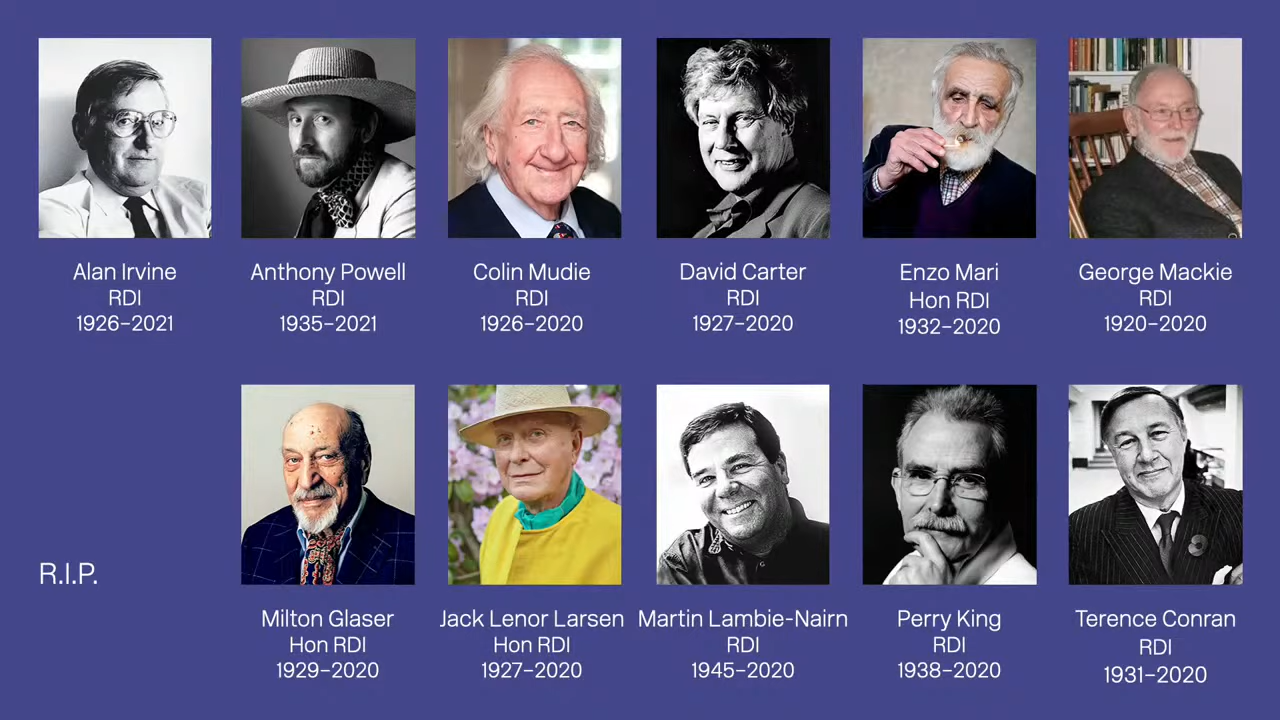 Alan Irvine
RDI
1926–2021
Anthony Powell
RDI
1935–2021
Colin Mudie
RDI
1926–2020
David Carter
RDI
1927–2020
Enzo Mari
Hon RDI
1932–2020
George Mackie
RDI
1920–2020
R.I.P.
Milton Glaser
Hon RDI
1929–2020
Jack Lenor Larsen
Hon RDI
1927–2020
Martin Lambie-Nairn
RDI
1945–2020
Perry King
RDI
1938–2020
Terence Conran
RDI
1931–2020